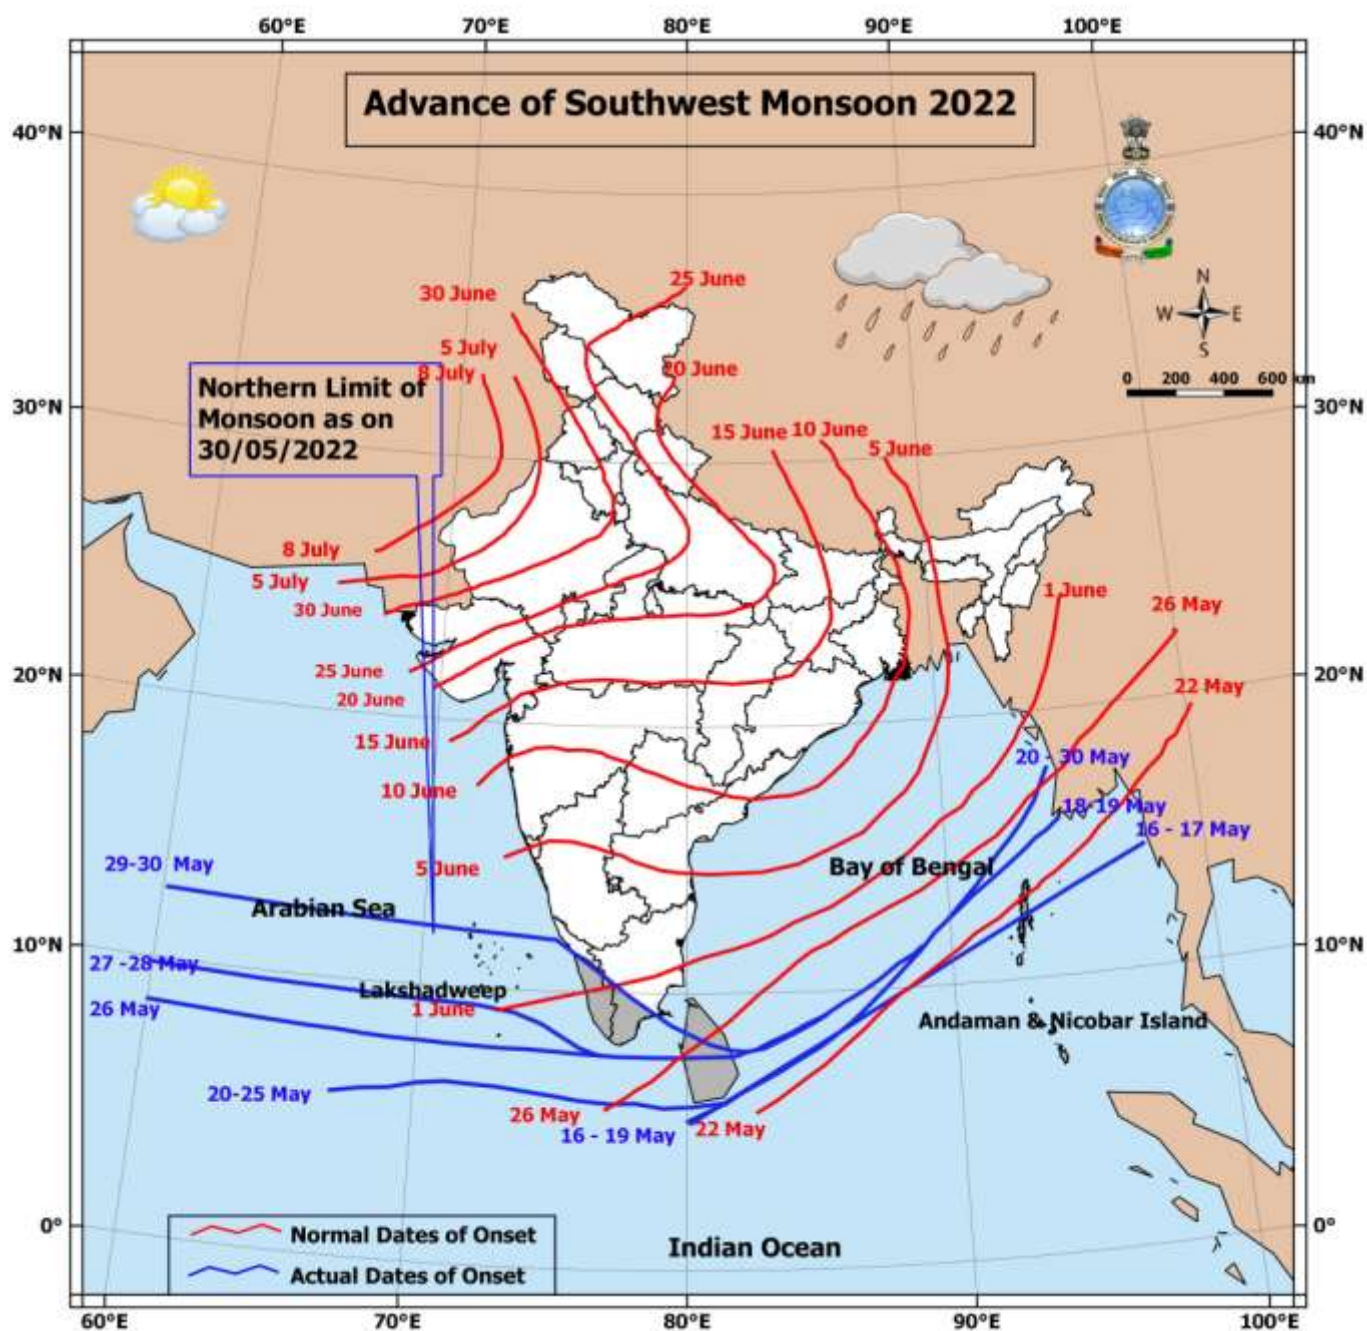 60°E 70°E 80°E 90°E 100°E
Advance of Southwest Monsoon 2022
40°N 40°N
N
W E
S
30 June
25 June
5 July
8 July
20 June
0 200 400 600 km
Northern Limit of
Monsoon as on
30/05/2022
30°N 30°N
15 June
10 June
5 June
8 July
5 July
30 June
1 June
26 May
25 June
20°N 20°N
22 May
20 June
15 June
20 - 30 May
10 June
18-19 May
16 - 17 May
29-30 May
5 June
Bay of Bengal
Arabian Sea
10°N 10°N
27 -28 May
Lakshadweep
26 May
1 June
Andaman & Nicobar Island
20-25 May
26 May
16 - 19 May
22 May
0° 0°
Normal Dates of Onset
Indian Ocean
Actual Dates of Onset
60°E 70°E 80°E 90°E 100°E